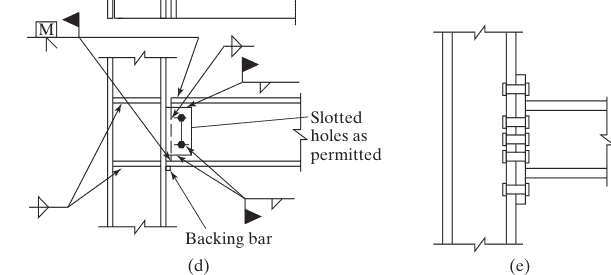 M
Slotted
holes as
permitted
Backing bar
(d)
(e)